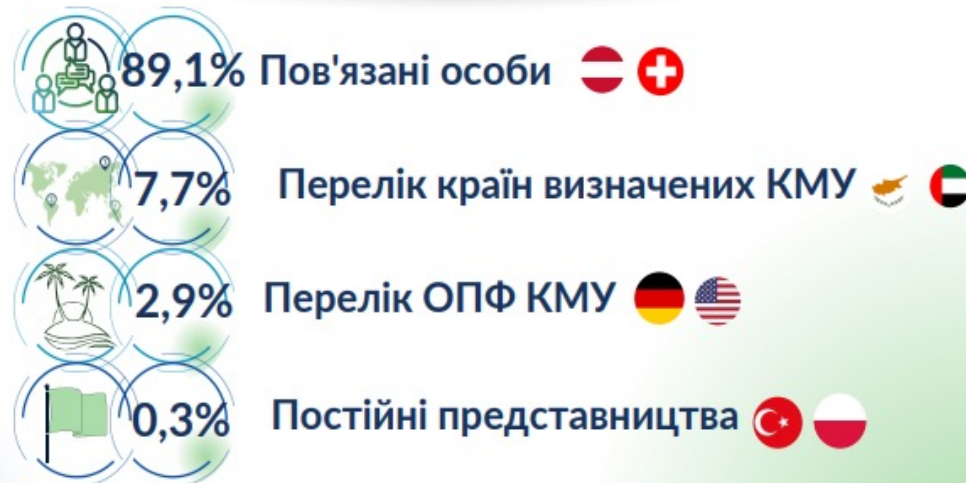 89,1% Пов'язані особи
7,7% Перелік країн визначених КМУ
2,9% Перелік ОПФ КМУ
0,3% Постійні представництва